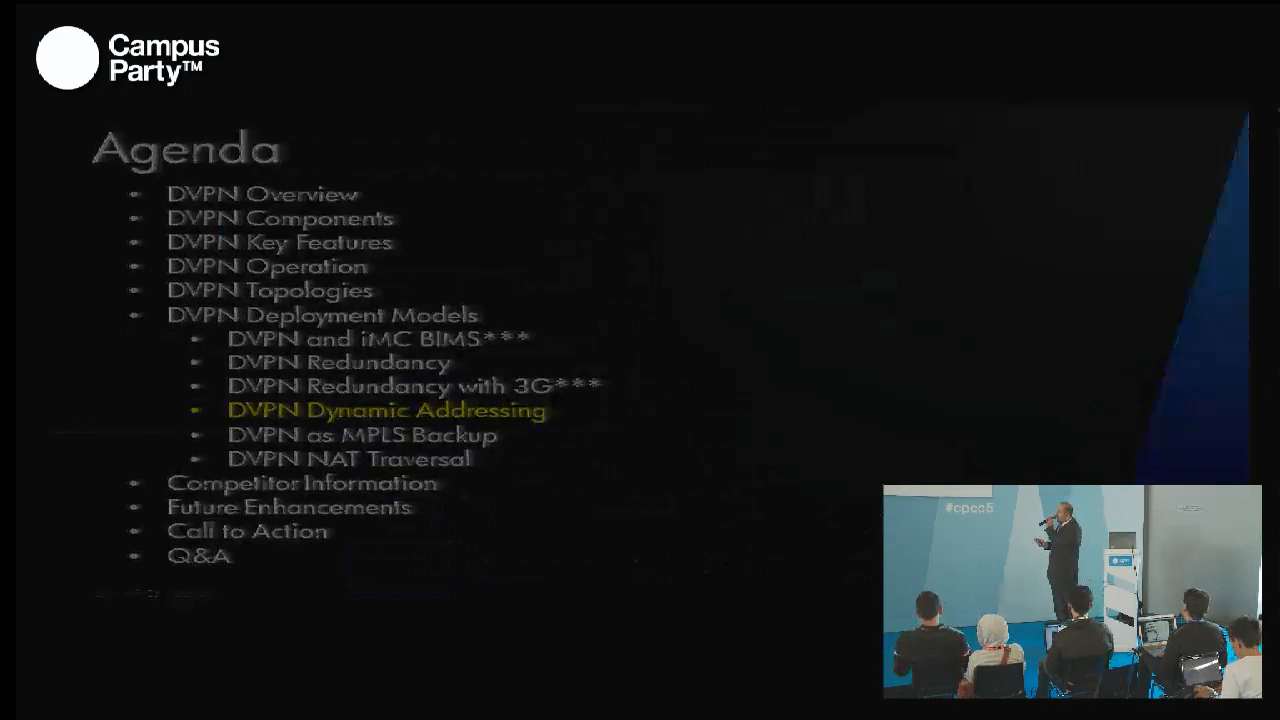 Campus
Party™
Agenda
• DVPN Overview
• DVPN Components
• DVPN Key Features
• DVPN Operation
• DVPN Topologies
• DVPN Deployment Models
• DVPN and iMC BIMS***
• DVPN Redundancy
• DVPN Redundancy with 3G***
• DVPN Dynamic Addressing
• DVPN as MPLS Backup
• DVPN NAT Traversal
• Competitor Information
• Future Enhancements
• Call to Action
• Q&A
#cpco5